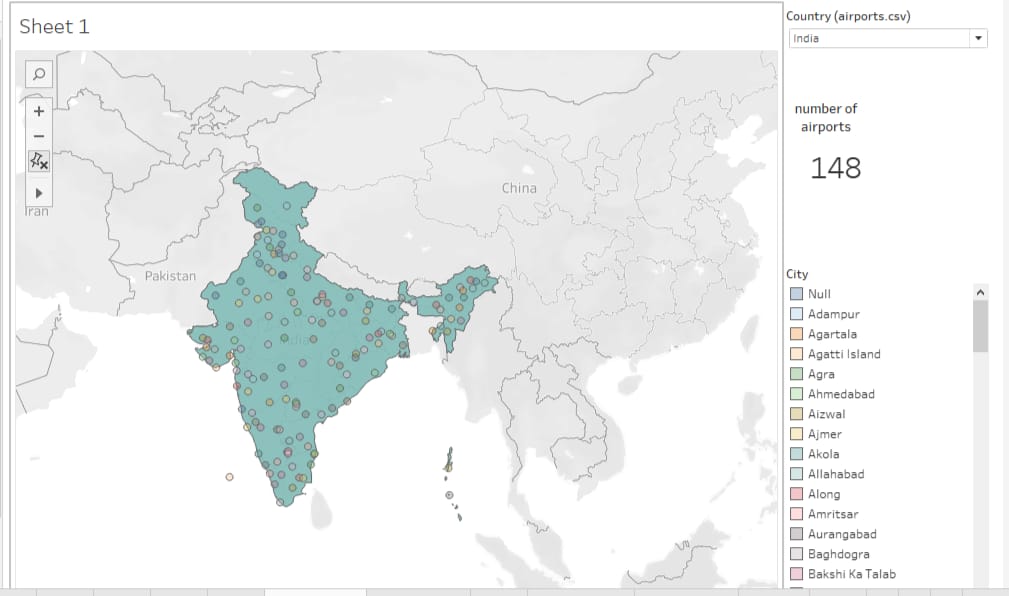 Sheet 1
Country (airports.csv)
India
number of
airports
148
Iran
Pakistan
China
India
City
Null
Adampur
Agartala
Agatti Island
Agra
Ahmedabad
Aizwal
Ajmer
Akola
Allahabad
Along
Amritsar
Aurangabad
Baghdogra
Bakshi Ka Talab